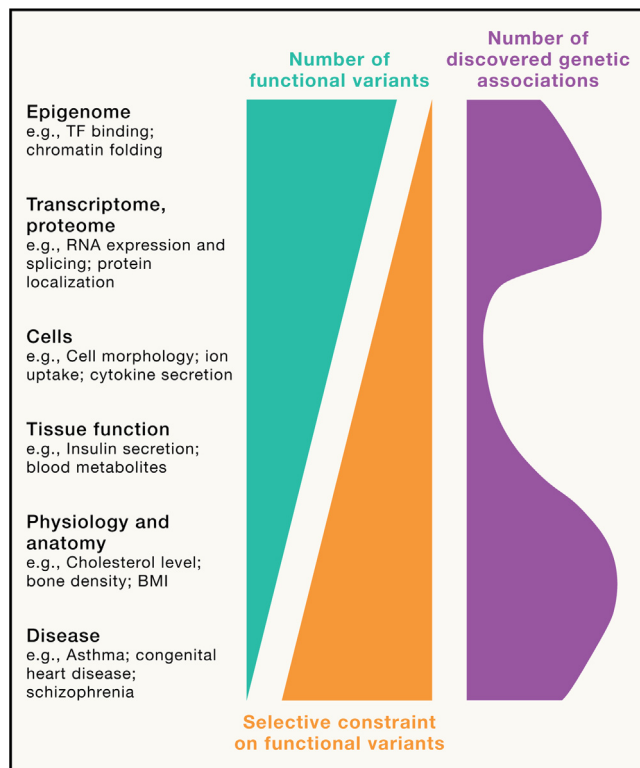 Number of
functional variants
Number of
discovered genetic
associations
Epigenome
e.g., TF binding;
chromatin folding
Transcriptome,
proteome
e.g., RNA expression and
splicing; protein
localization
Cells
e.g., Cell morphology; ion
uptake; cytokine secretion
Tissue function
e.g., Insulin secretion;
blood metabolites
Physiology and
anatomy
e.g., Cholesterol level;
bone density; BMI
Disease
e.g., Asthma; congenital
heart disease;
schizophrenia
Selective constraint
on functional variants